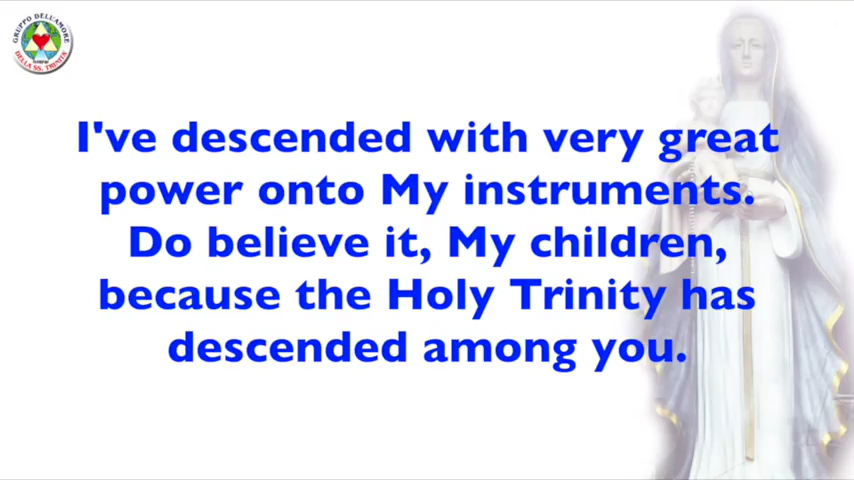 GRUPPO DELL'AMORE
DELLA SS. TRINITA'
I've descended with very great
power onto My instruments.
Do believe it, My children,
because the Holy Trinity has
descended among you.